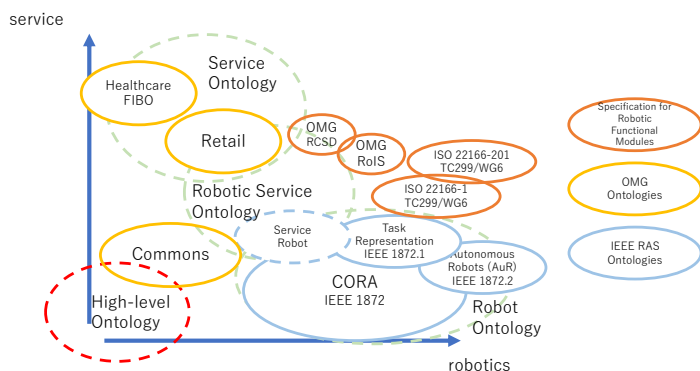 service
Service
Ontology
Healthcare
FIBO
Retail
OMG
RCSD
OMG
RoIS
ISO 22166-201
TC299/WG6
ISO 22166-1
TC299/WG6
Robotic Service
Ontology
Service
Robot
Task
Representation
IEEE 1872.1
Commons
Autonomous
Robots (AuR)
IEEE 1872.2
CORA
IEEE 1872
High-level
Ontology
Robot
Ontology
robotics
Specification for
Robotic
Functional
Modules
OMG
Ontologies
IEEE RAS
Ontologies